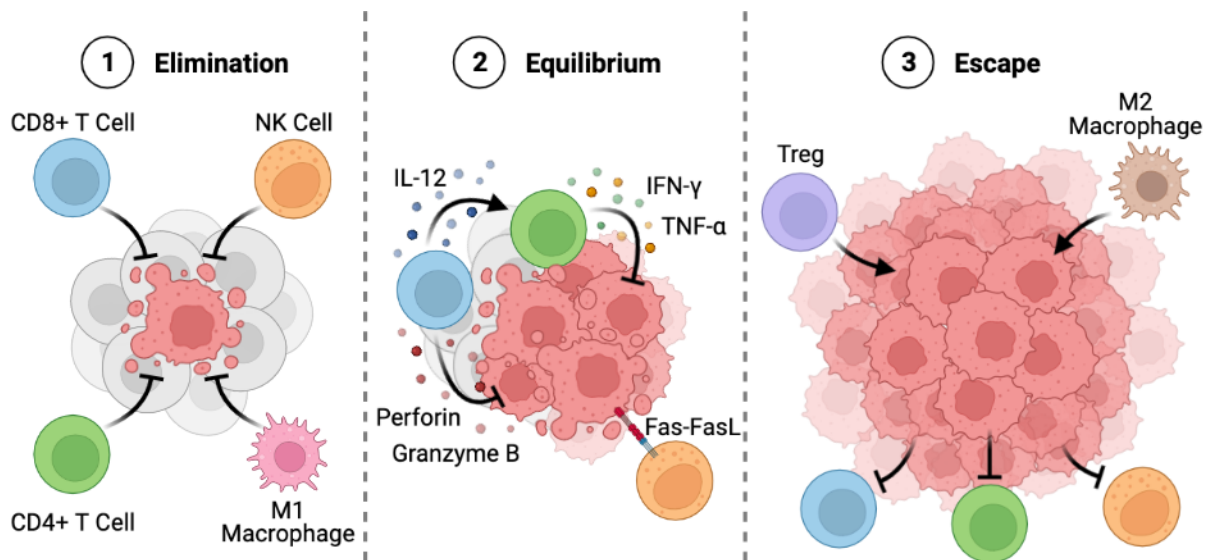 1 Elimination
CD8+ T Cell
NK Cell
CD4+ T Cell
M1
Macrophage
2 Equilibrium
IL-12
IFN-γ
TNF-α
Perforin
Granzyme B
Fas-FasL
3 Escape
Treg
M2
Macrophage